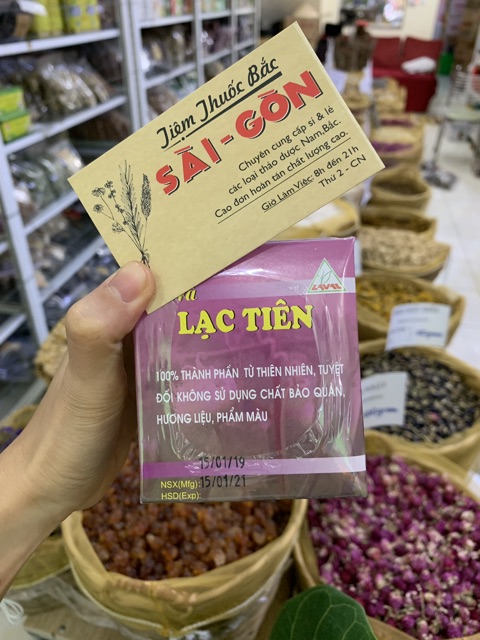 Tiệm Thuốc Bắc
SÀI-GÒN
Chuyên cung cấp sỉ & lẻ
các loại thảo dược Nam,Bắc.
Cao đơn hoàn tán chất lượng cao.
Giờ Làm Việc: 8h đến 21h
Thứ 2 - CN
LẠC TIÊN
100% THÀNH PHẦN TỪ THIÊN NHIÊN, TUYỆT
ĐỐI KHÔNG SỬ DỤNG CHẤT BẢO QUẢN,
HƯƠNG LIỆU, PHẨM MÀU
15/01/19
NSX(Mfg): 15/01/21
HSD(Exp):